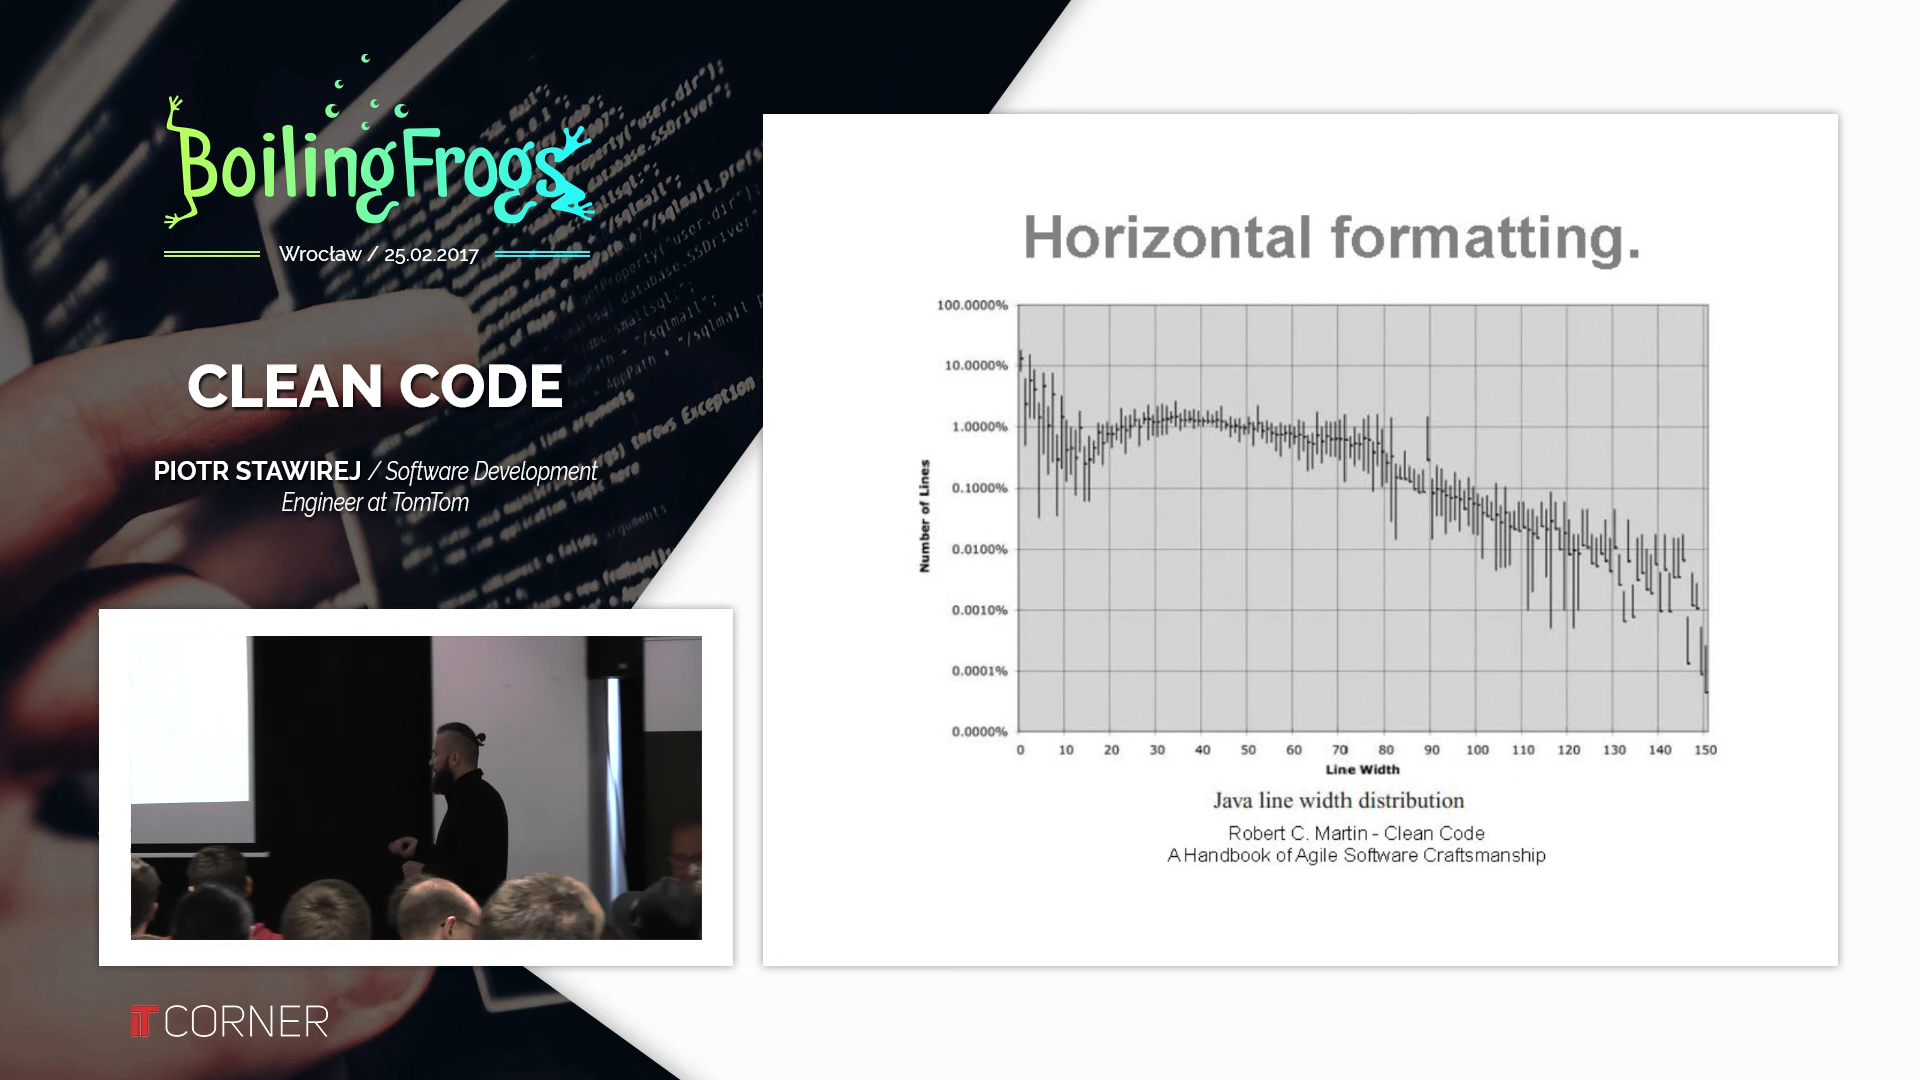 BoilingFrogs
Wrocław / 25.02.2017
CLEAN CODE
PIOTR STAWIREJ / Software Development
Engineer at TomTom
Horizontal formatting.
100.0000%
10.0000%
1.0000%
0.1000%
0.0100%
0.0010%
0.0001%
0.0000%
Number of Lines
0 10 20 30 40 50 60 70 80 90 100 110 120 130 140 150
Line Width
Java line width distribution
Robert C. Martin - Clean Code
A Handbook of Agile Software Craftsmanship
iT CORNER